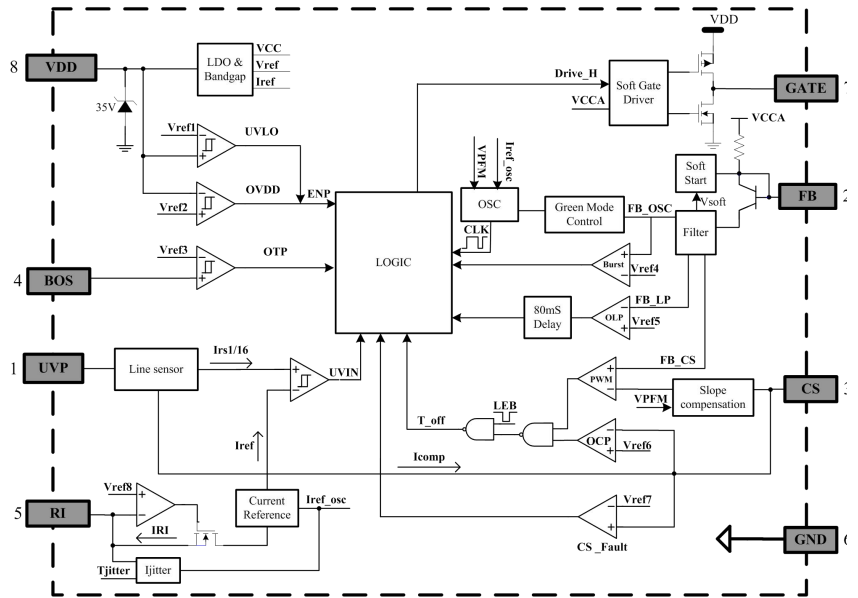 VDD
8 VDD
LDO &
Bandgap
VCC
Vref
Iref
35V
Drive_H
VCCA
Soft Gate
Driver
GATE 7
VCCA
Vref1
UVLO
VPFM
Iref_osc
Soft
Start
FB 2
OVDD
ENP
Vref2
OSC
Green Mode
Control
FB_OSC
Vsoft
Filter
CLK
Vref3
OTP
LOGIC
4 BOS
Burst
Vref4
FB_LP
80mS
Delay
OLP
Vref5
1 UVP
Line sensor
Irs1/16
UVIN
FB_CS
PWM
VPFM
Slope
compensation
CS 3
LEB
T_off
OCP
Vref6
Iref
Icomp
Vref8
5 RI
IRI
Current
Reference
Iref_osc
Vref7
CS _Fault
GND 6
Tjitter
Ijitter